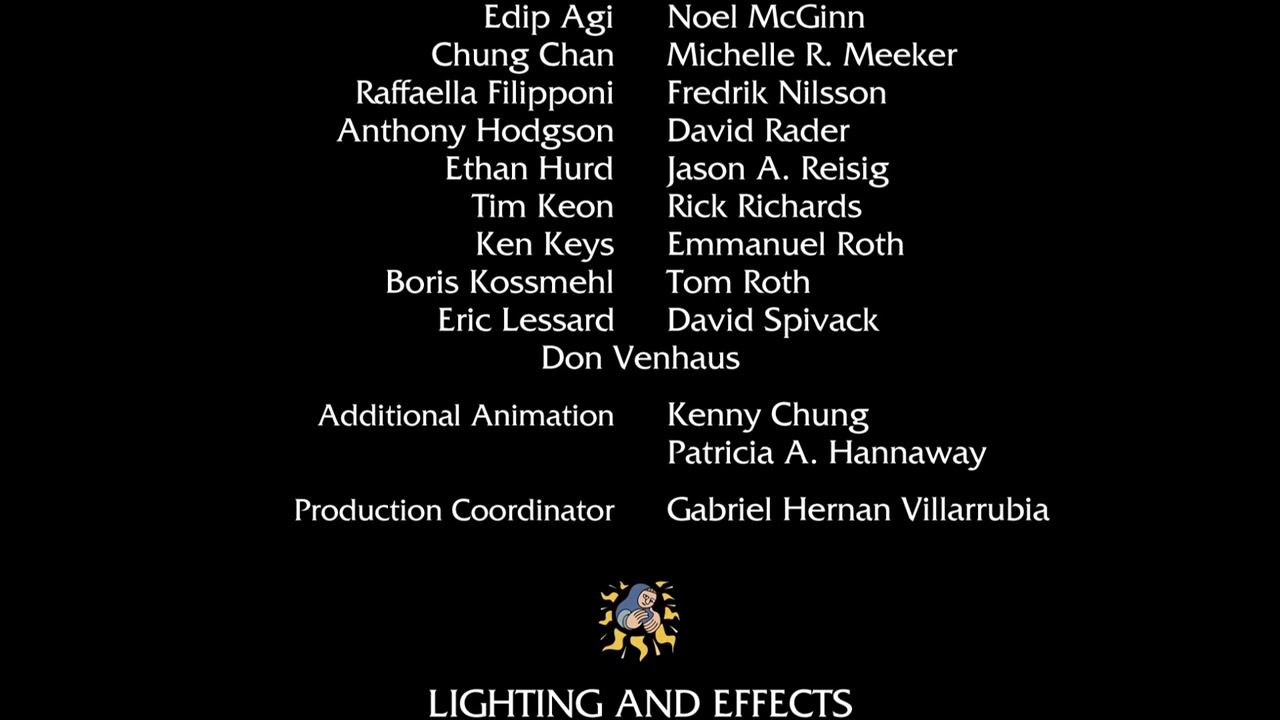 Edip Agi Noel McGinn
Chung Chan Michelle R. Meeker
Raffaella Filipponi Fredrik Nilsson
Anthony Hodgson David Rader
Ethan Hurd Jason A. Reisig
Tim Keon Rick Richards
Ken Keys Emmanuel Roth
Boris Kossmehl Tom Roth
Eric Lessard David Spivack
Don Venhaus
Additional Animation Kenny Chung
Patricia A. Hannaway
Production Coordinator Gabriel Hernan Villarrubia
LIGHTING AND EFFECTS